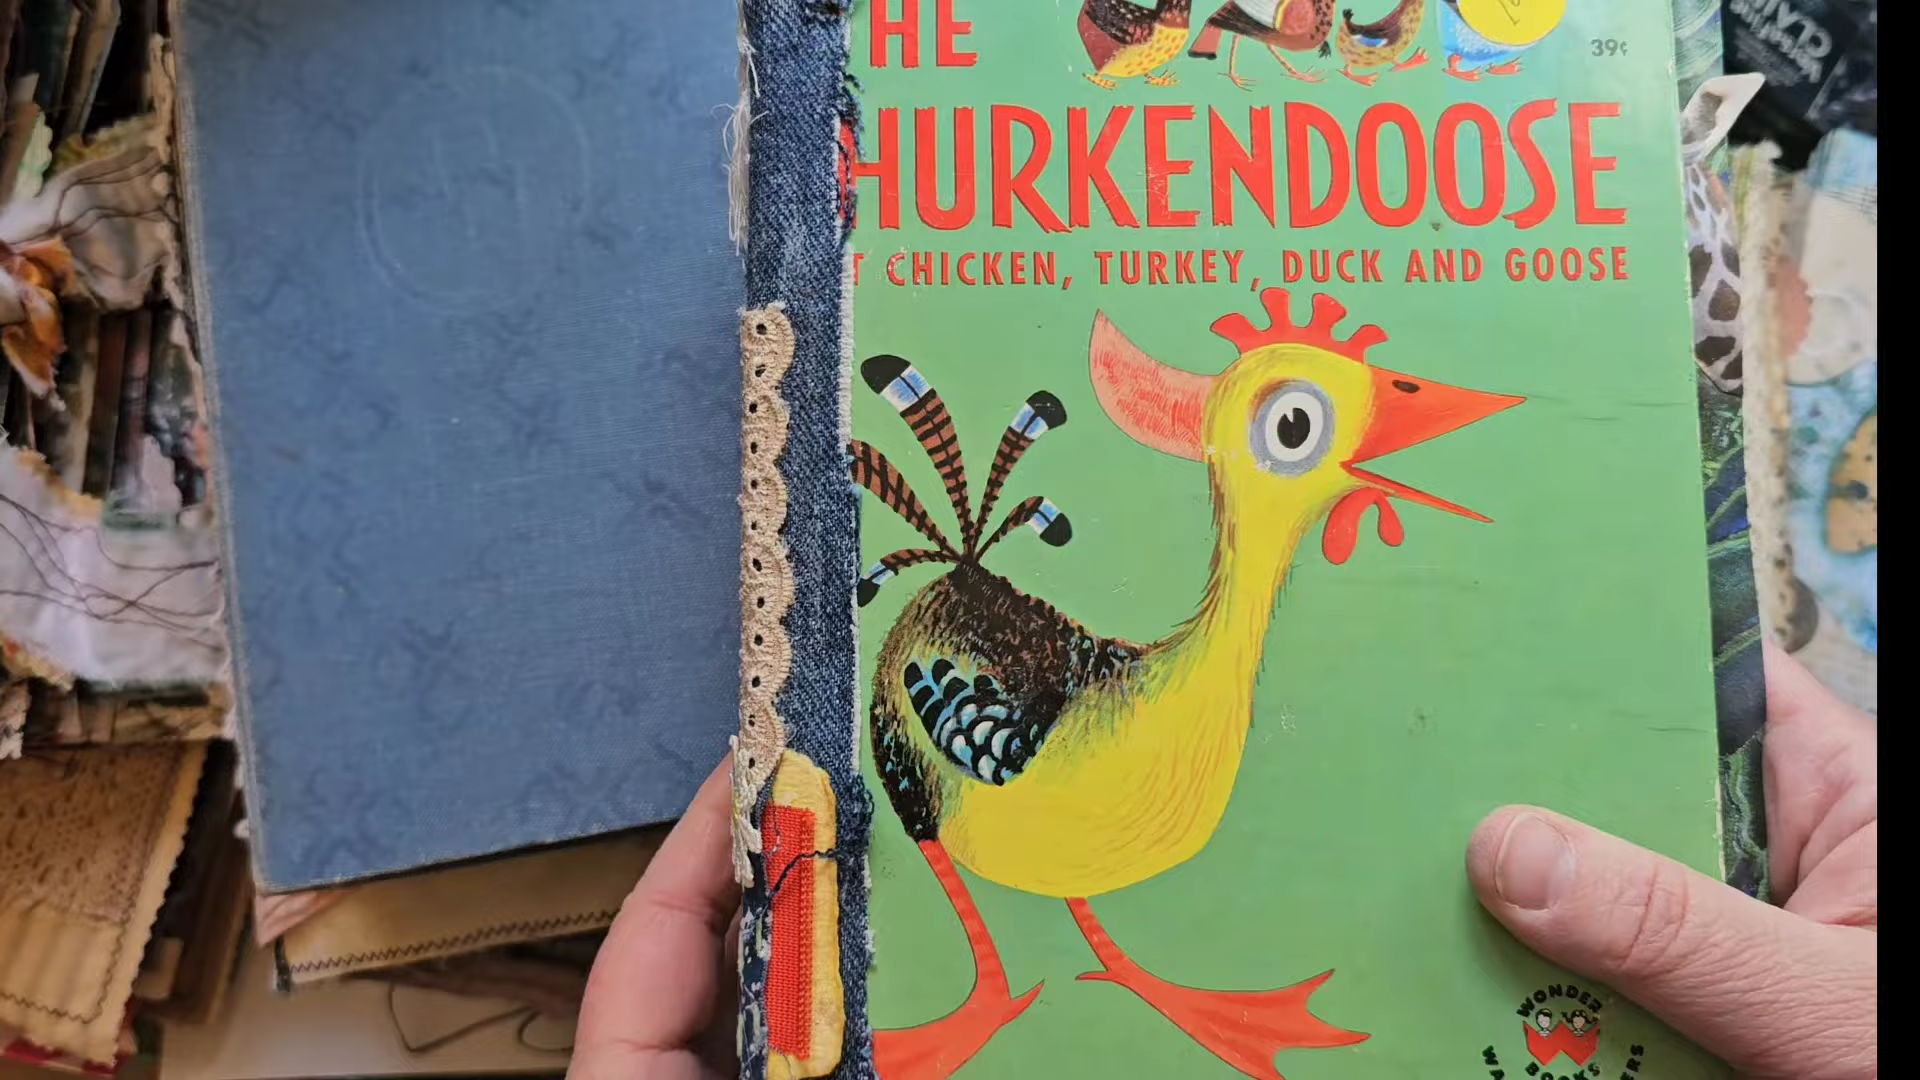 HE
39¢
HURKENDOOSE
T CHICKEN, TURKEY, DUCK AND GOOSE
WONDER
BOOKS